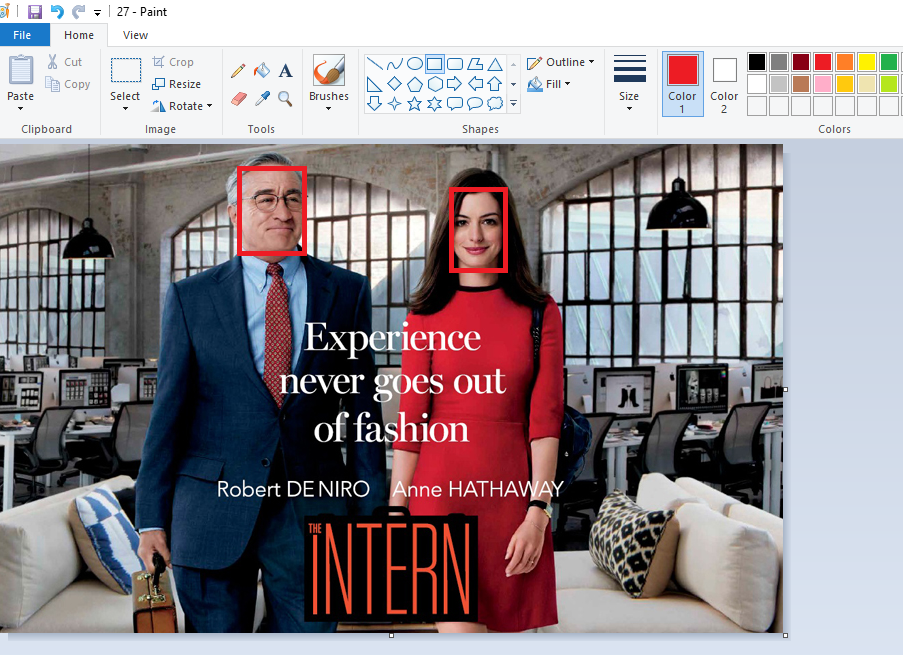 27 - Paint
File Home View
Paste Cut Copy Select Crop Resize Rotate A Brushes Outline Fill Size Color 1 Color 2
Clipboard Image Tools Shapes Colors
Experience
never goes out
of fashion
Robert DE NIRO Anne HATHAWAY
THE INTERN